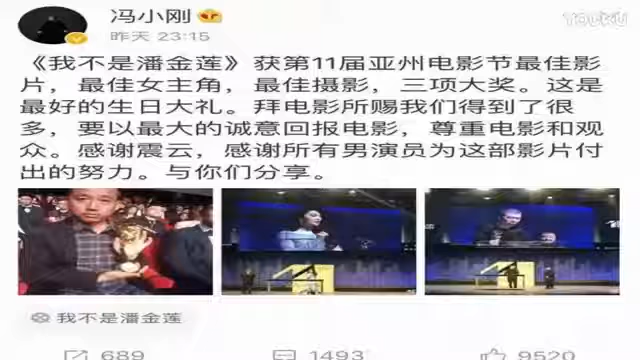 冯小刚
YOUKU
昨天 23:15
《我不是潘金莲》获第11届亚州电影节最佳影
片，最佳女主角，最佳摄影，三项大奖。这是
最好的生日大礼。拜电影所赐我们得到了很
多，要以最大的诚意回报电影，尊重电影和观
众。感谢震云，感谢所有男演员为这部影片付
出的努力。与你们分享。
我不是潘金莲
689
1493
9520